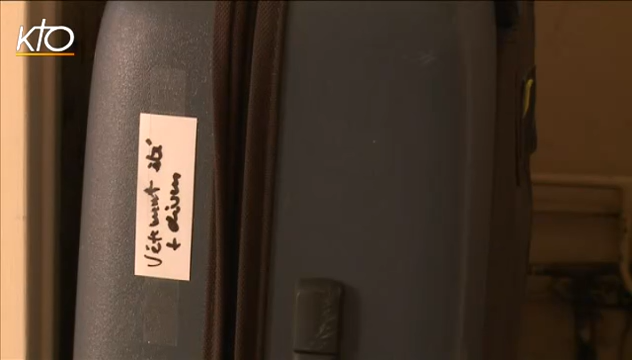 KTO
Vêtement été
+ divers